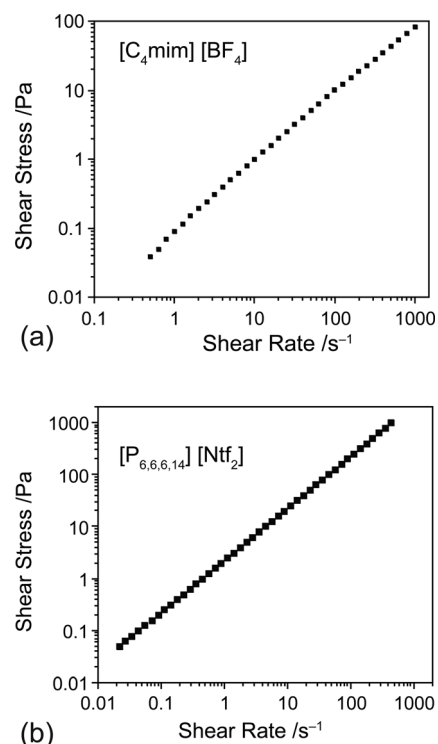 100
[C₄mim] [BF₄]
10
1
0.1
0.01
Shear Stress /Pa
0.1 1 10 100 1000
(a)
Shear Rate /s⁻¹
1000
[P₆,₆,₆,₁₄] [Ntf₂]
100
10
1
0.1
0.01
Shear Stress /Pa
0.01 0.1 1 10 100 1000
(b)
Shear Rate /s⁻¹